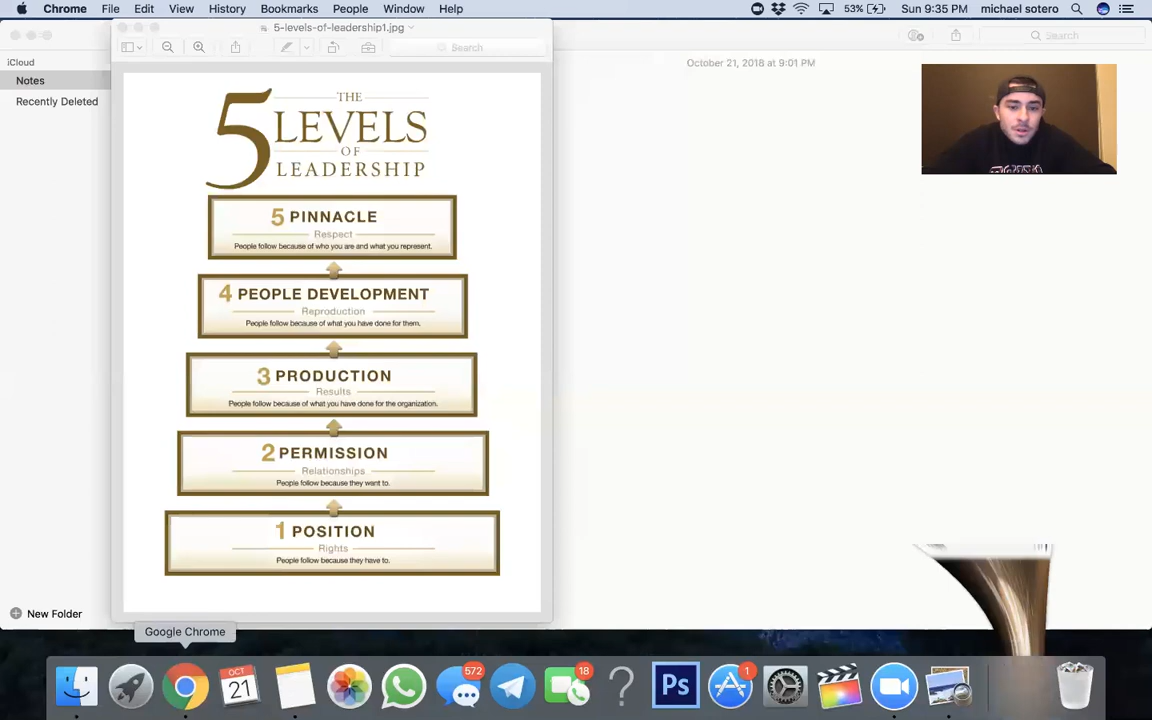 Chrome File Edit View History Bookmarks People Window Help 53% Sun 9:35 PM michael sotero
5-levels-of-leadership1.jpg
Search
Search
iCloud
Notes
Recently Deleted
October 21, 2018 at 9:01 PM
THE
5 LEVELS
OF
LEADERSHIP
5 PINNACLE
Respect
People follow because of who you are and what you represent.
4 PEOPLE DEVELOPMENT
Reproduction
People follow because of what you have done for them.
3 PRODUCTION
Results
People follow because of what you have done for the organization.
2 PERMISSION
Relationships
People follow because they want to.
1 POSITION
Rights
People follow because they have to.
New Folder
Google Chrome
OCT
21
572
18
?
Ps
1